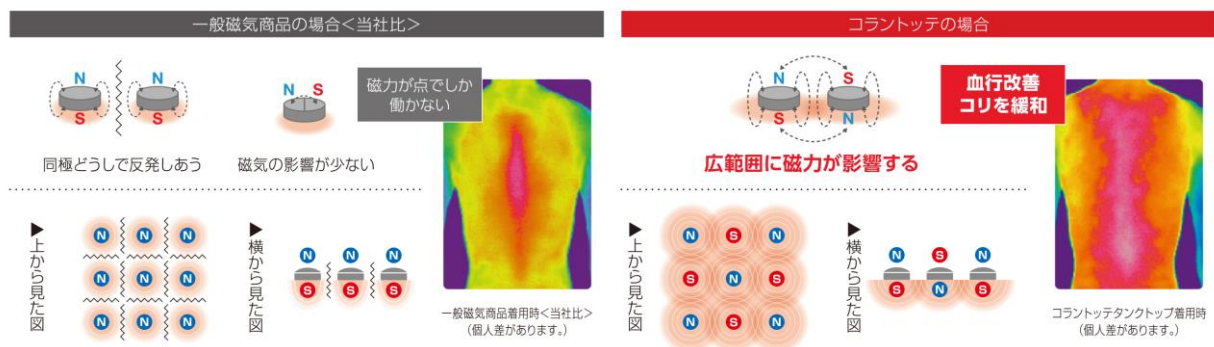 一般磁気商品の場合<当社比>
N
N
S
S
同極どうしで反発しあう
N S
磁気の影響が少ない
磁力が点でしか
働かない
▶上から見た図
N N N
N N N
N N N
▶横から見た図
N N N
S S S
一般磁気商品着用時<当社比>
(個人差があります。)
コラントッテの場合
N S
S N
広範囲に磁力が影響する
血行改善
コリを緩和
▶上から見た図
N S N
S N S
N S N
▶横から見た図
N S N
S N S
コラントッテタンクトップ着用時
(個人差があります。)